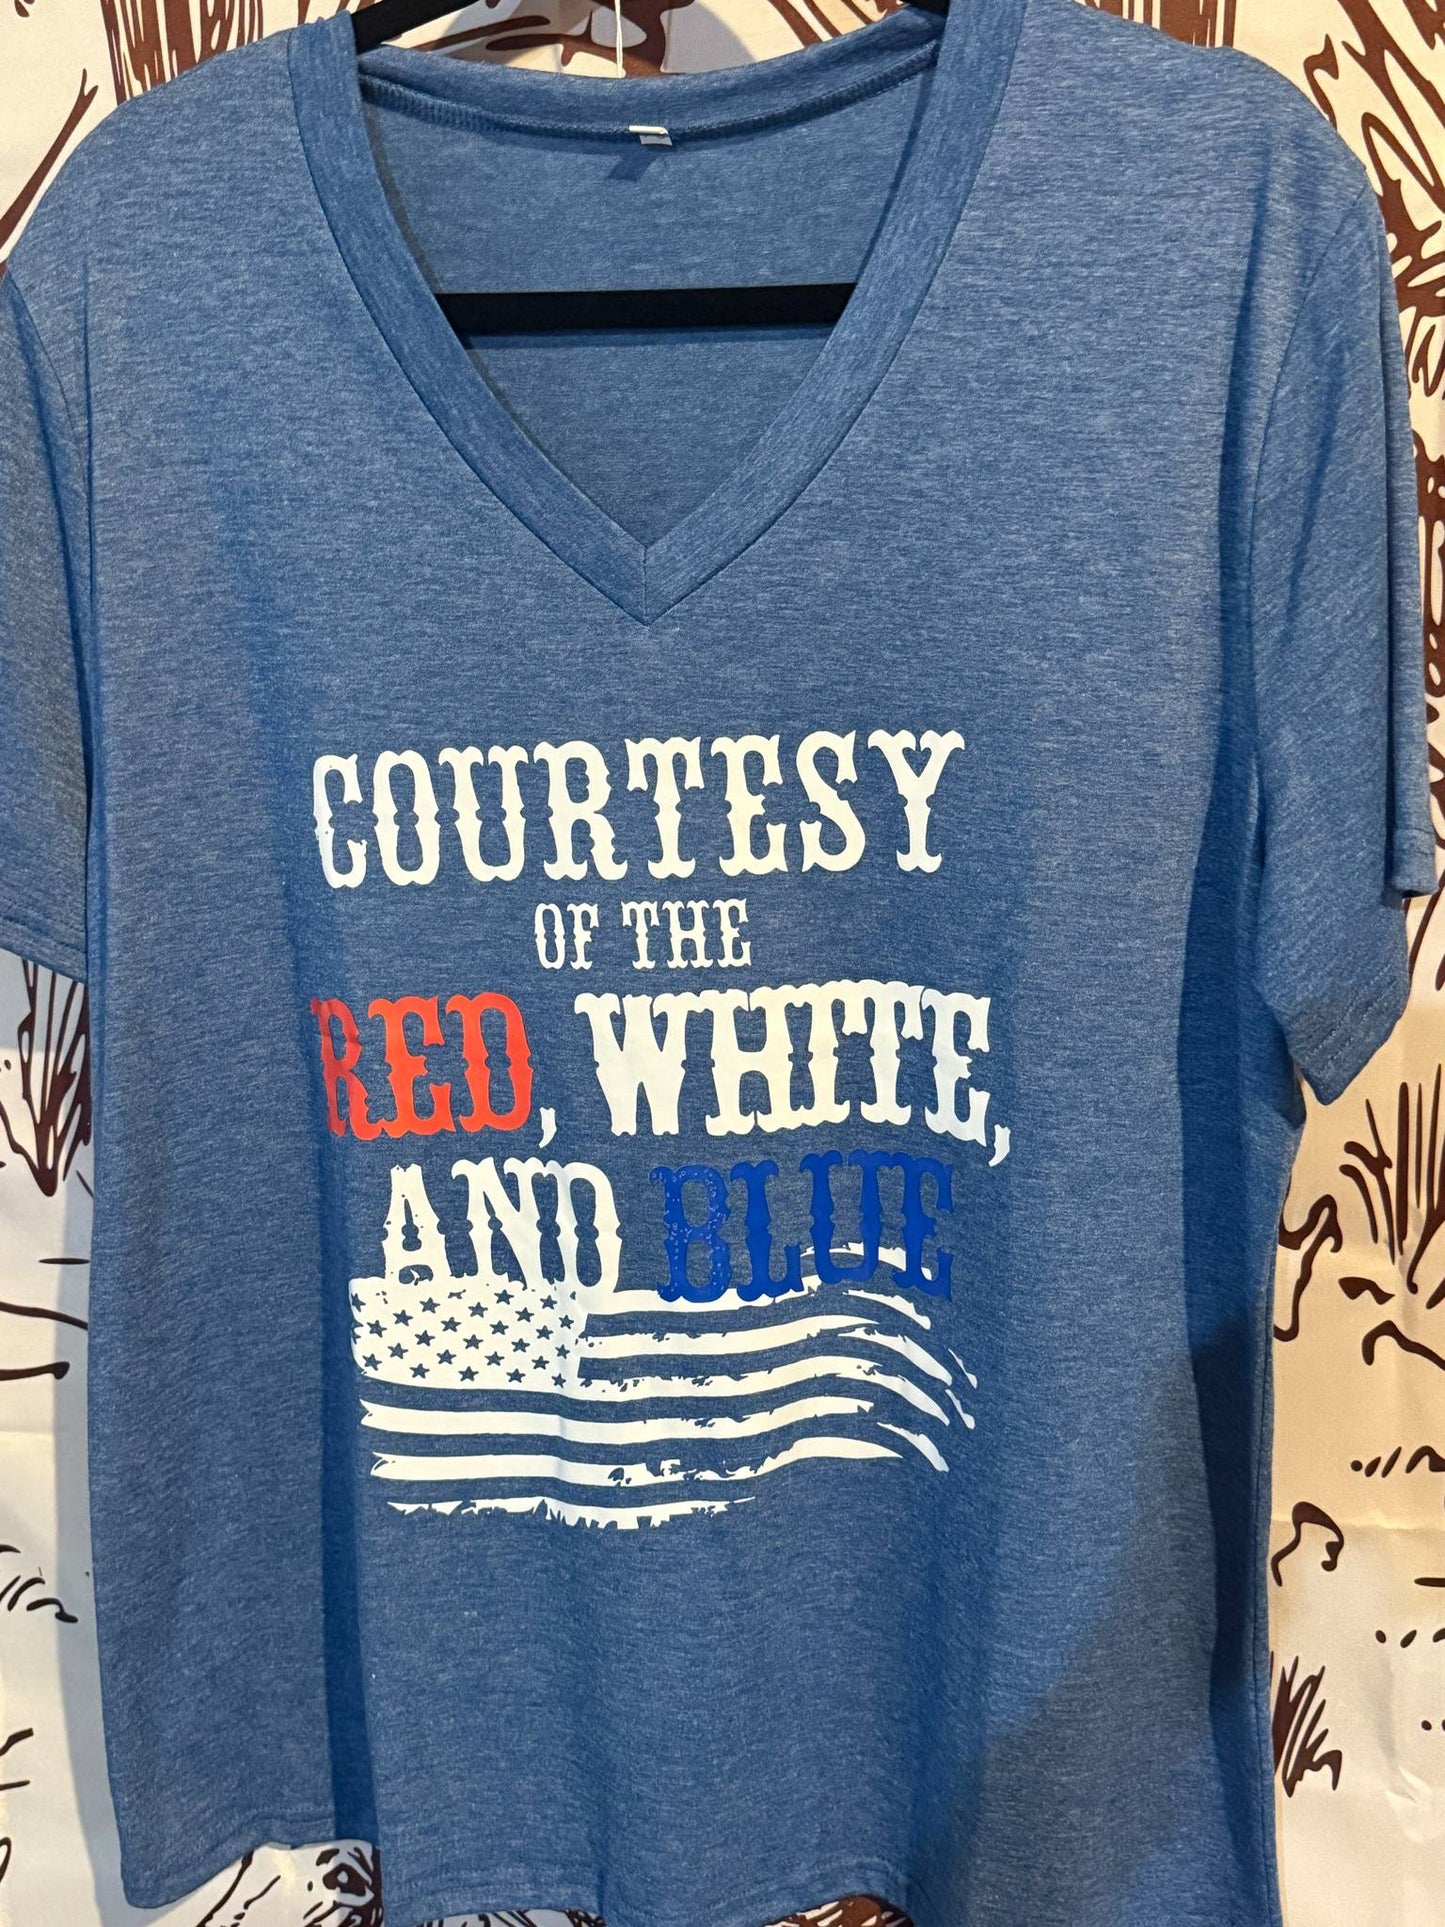 COURTESY
OF THE
RED, WHITE,
AND BLUE